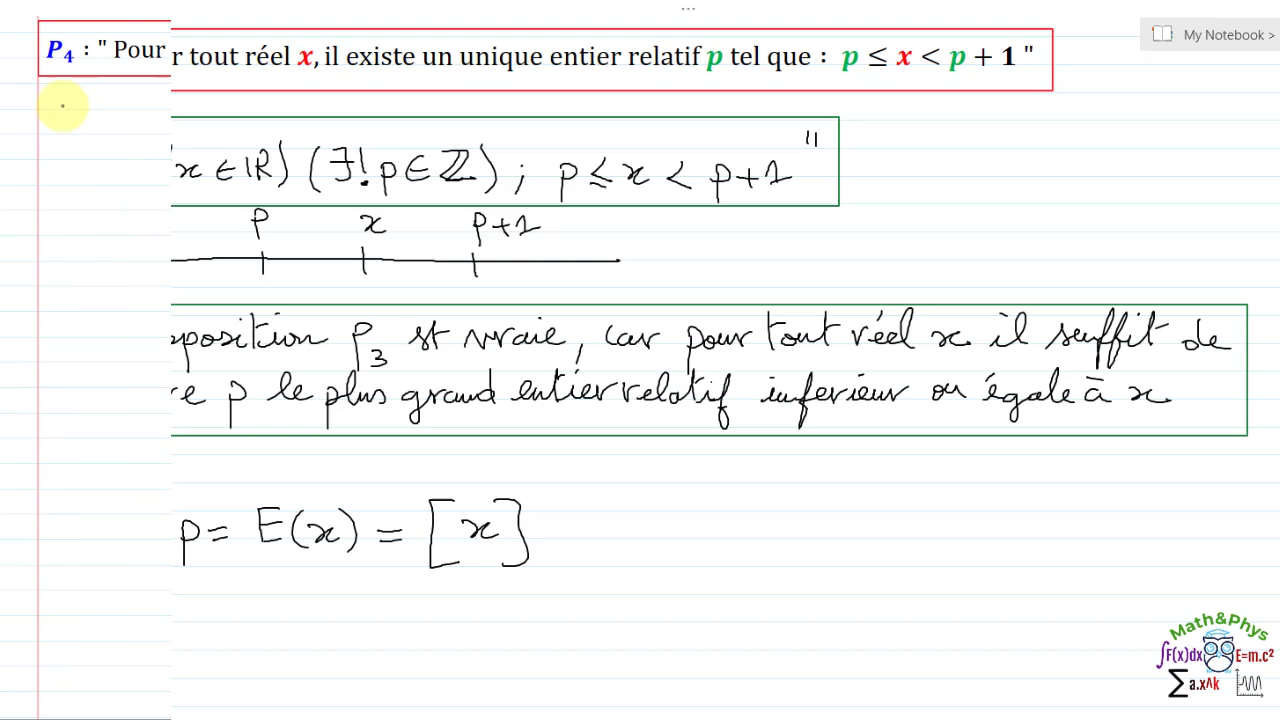 ...
My Notebook >
P₄ : " Pour r tout réel x, il existe un unique entier relatif p tel que : p ≤ x < p + 1 "
x ∈ ℝ) (∃! p ∈ ℤ) ; p ≤ x < p+1 "
p x p+1
position P₃ st vraie, car pour tout réel x il suffit de
re p le plus grand entier relatif inferieur ou égale à x
p = E(x) = [x]
Math&Phys
∫F(x)dx E=m.c²
∑ a.x^k